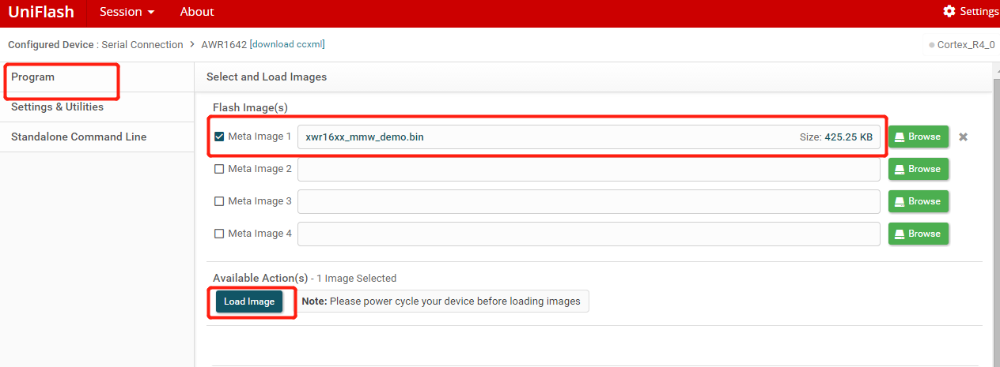 UniFlash Session About Settings
Configured Device : Serial Connection > AWR1642 [download ccxml] Cortex_R4_0
Program
Settings & Utilities
Standalone Command Line
Select and Load Images
Flash Image(s)
Meta Image 1 xwr16xx_mmw_demo.bin Size: 425.25 KB Browse
Meta Image 2 Browse
Meta Image 3 Browse
Meta Image 4 Browse
Available Action(s) - 1 Image Selected
Load Image Note: Please power cycle your device before loading images